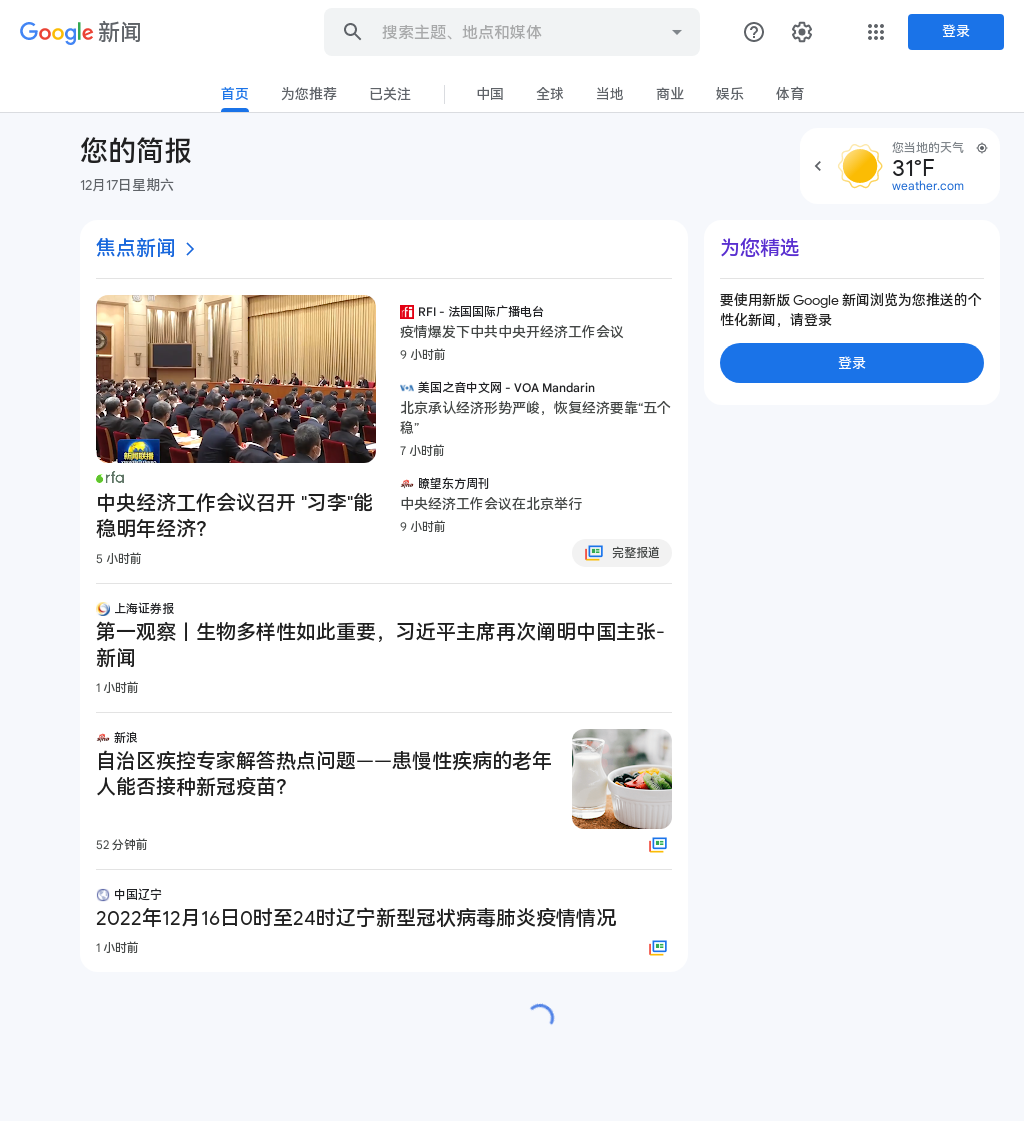 Google 新闻
搜索主题、地点和媒体
登录
首页 为您推荐 已关注 中国 全球 当地 商业 娱乐 体育
您的简报
12月17日星期六
您当地的天气
31°F
weather.com
焦点新闻
新闻联播
rfa
中央经济工作会议召开 "习李"能
稳明年经济?
5 小时前
rfi RFI - 法国国际广播电台
疫情爆发下中共中央开经济工作会议
9 小时前
VOA 美国之音中文网 - VOA Mandarin
北京承认经济形势严峻，恢复经济要靠“五个
稳”
7 小时前
瞭望东方周刊
中央经济工作会议在北京举行
9 小时前
完整报道
上海证券报
第一观察丨生物多样性如此重要，习近平主席再次阐明中国主张-
新闻
1 小时前
新浪
自治区疾控专家解答热点问题——患慢性疾病的老年
人能否接种新冠疫苗？
52 分钟前
中国辽宁
2022年12月16日0时至24时辽宁新型冠状病毒肺炎疫情情况
1 小时前
为您精选
要使用新版 Google 新闻浏览为您推送的个
性化新闻，请登录
登录